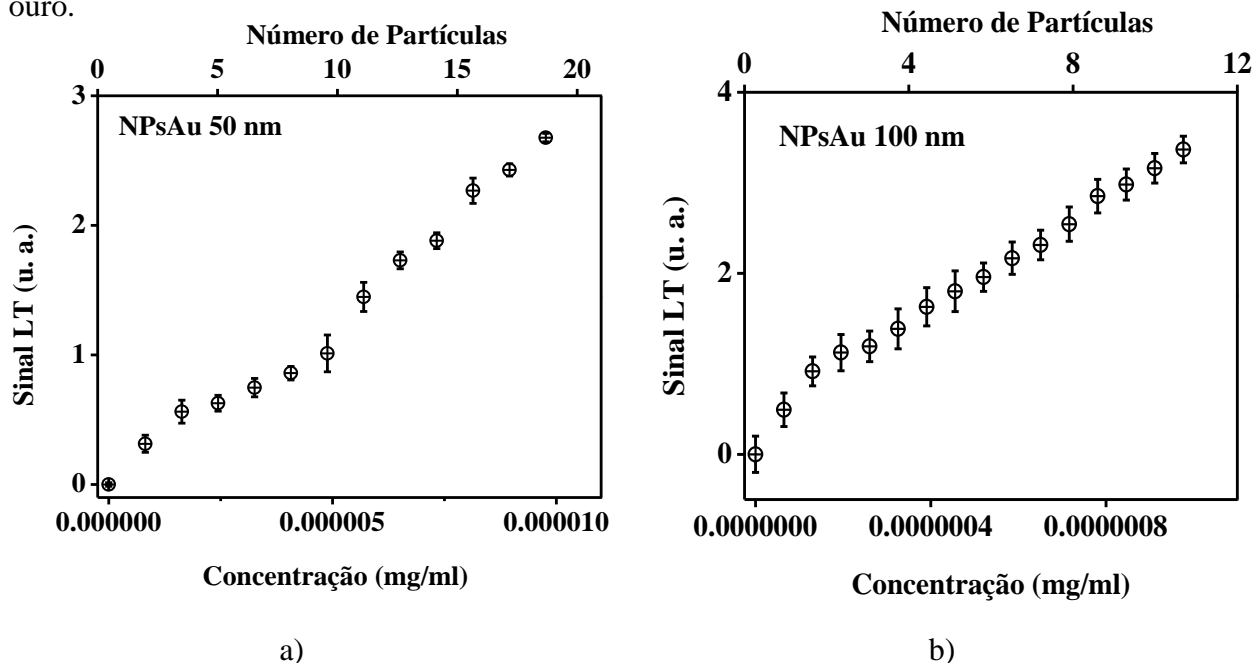 ouro.
Número de Partículas
0 5 10 15 20
3
2
1
0
NPsAu 50 nm
Sinal LT (u. a.)
0.000000 0.000005 0.000010
Concentração (mg/ml)
a)
Número de Partículas
0 4 8 12
4
2
0
NPsAu 100 nm
Sinal LT (u. a.)
0.0000000 0.0000004 0.0000008
Concentração (mg/ml)
b)